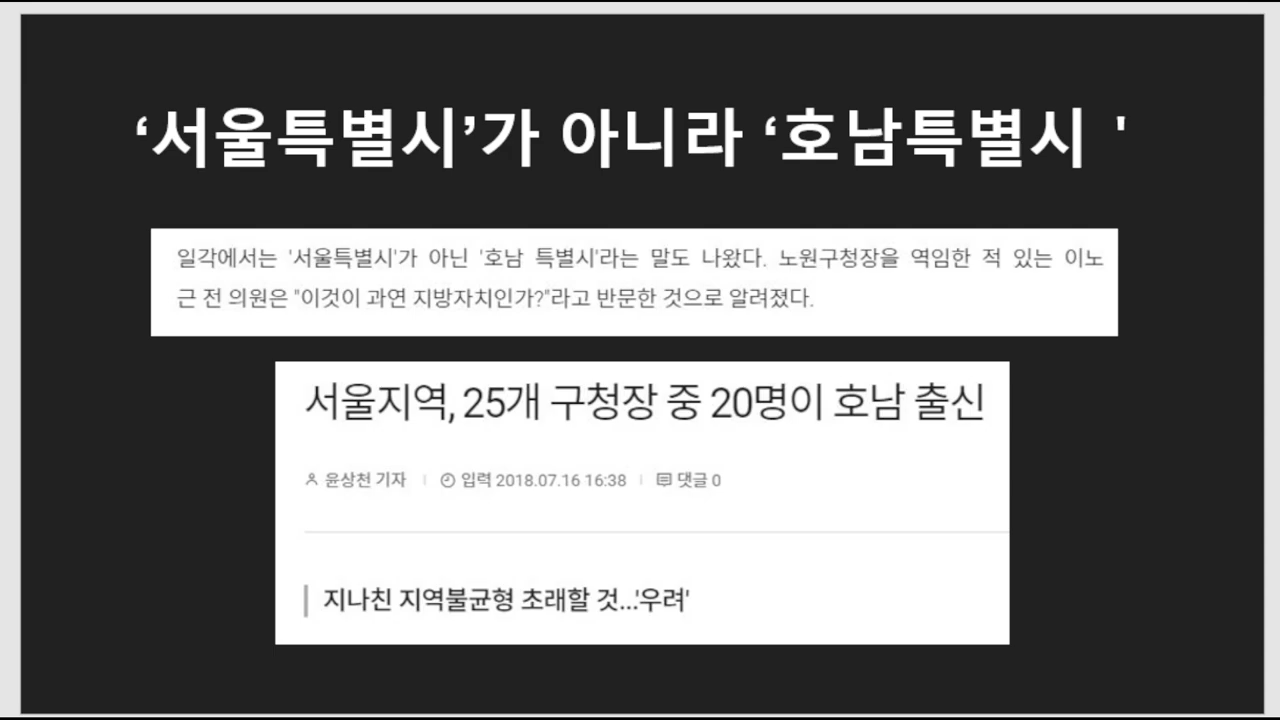 ‘서울특별시’가 아니라 ‘호남특별시 '
일각에서는 '서울특별시'가 아닌 '호남 특별시'라는 말도 나왔다. 노원구청장을 역임한 적 있는 이노
근 전 의원은 "이것이 과연 지방자치인가?"라고 반문한 것으로 알려졌다.
서울지역, 25개 구청장 중 20명이 호남 출신
윤상천 기자 | 입력 2018.07.16 16:38 | 댓글 0
지나친 지역불균형 초래할 것...'우려'